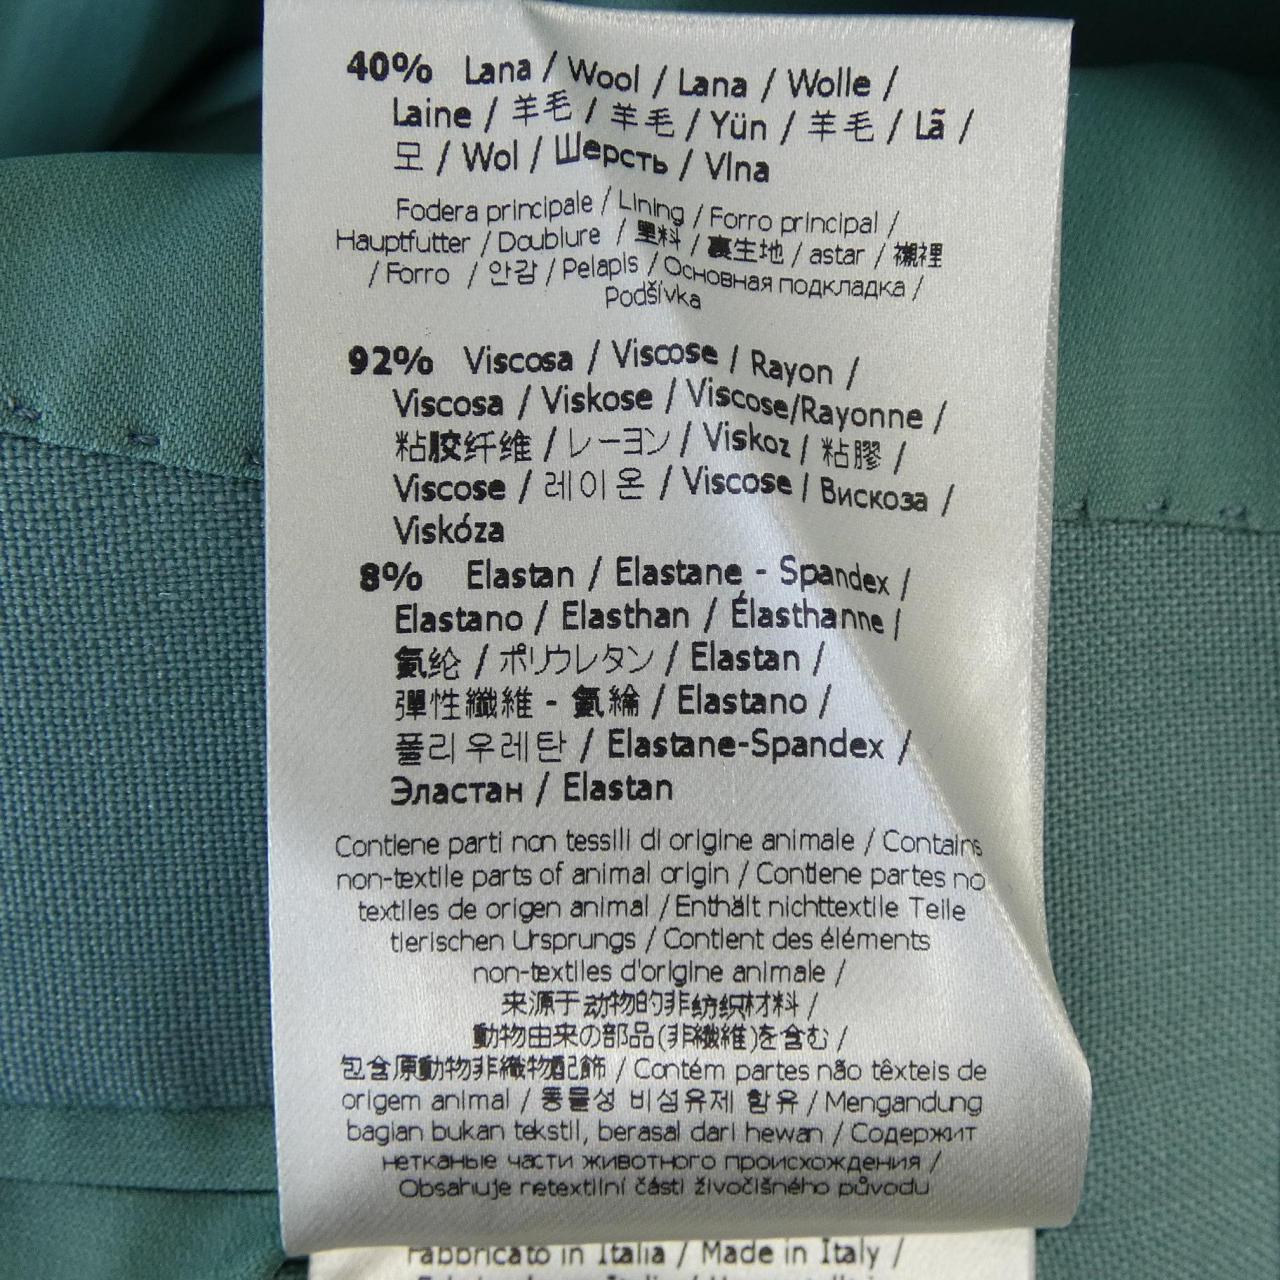 40% Lana / Wool / Lana / Wolle /
Laine / 羊毛 / 羊毛 / Yün / 羊毛 / Lã /
모 / Wol / Шерсть / Vlna
Fodera principale / Lining / Forro principal /
Hauptfutter / Doublure / 里料 / 裏生地 / astar / 襯裡
/ Forro / 안감 / Pelapis / Основная подкладка /
Podšívka
92% Viscosa / Viscose / Rayon /
Viscosa / Viskose / Viscose/Rayonne /
粘胶纤维 / レーヨン / Viskoz / 粘膠 /
Viscose / 레이온 / Viscose / Вискоза /
Viskóza
8% Elastan / Elastane - Spandex /
Elastano / Elasthan / Élasthanne /
氨纶 / ポリウレタン / Elastan /
彈性纖維 - 氨綸 / Elastano /
폴리우레탄 / Elastane-Spandex /
Эластан / Elastan
Contiene parti non tessili di origine animale / Contains
non-textile parts of animal origin / Contiene partes no
textiles de origen animal / Enthält nichttextile Teile
tierischen Ursprungs / Contient des éléments
non-textiles d'origine animale /
来源于动物的非纺织材料 /
動物由来の部品(非繊維)を含む /
包含原動物非織物配飾 / Contém partes não têxteis de
origem animal / 동물성 비섬유제 함유 / Mengandung
bagian bukan tekstil, berasal dari hewan / Содержит
нетканые части животного происхождения /
Obsahuje netextilní části živočišného původu
Fabbricato in Italia / Made in Italy /